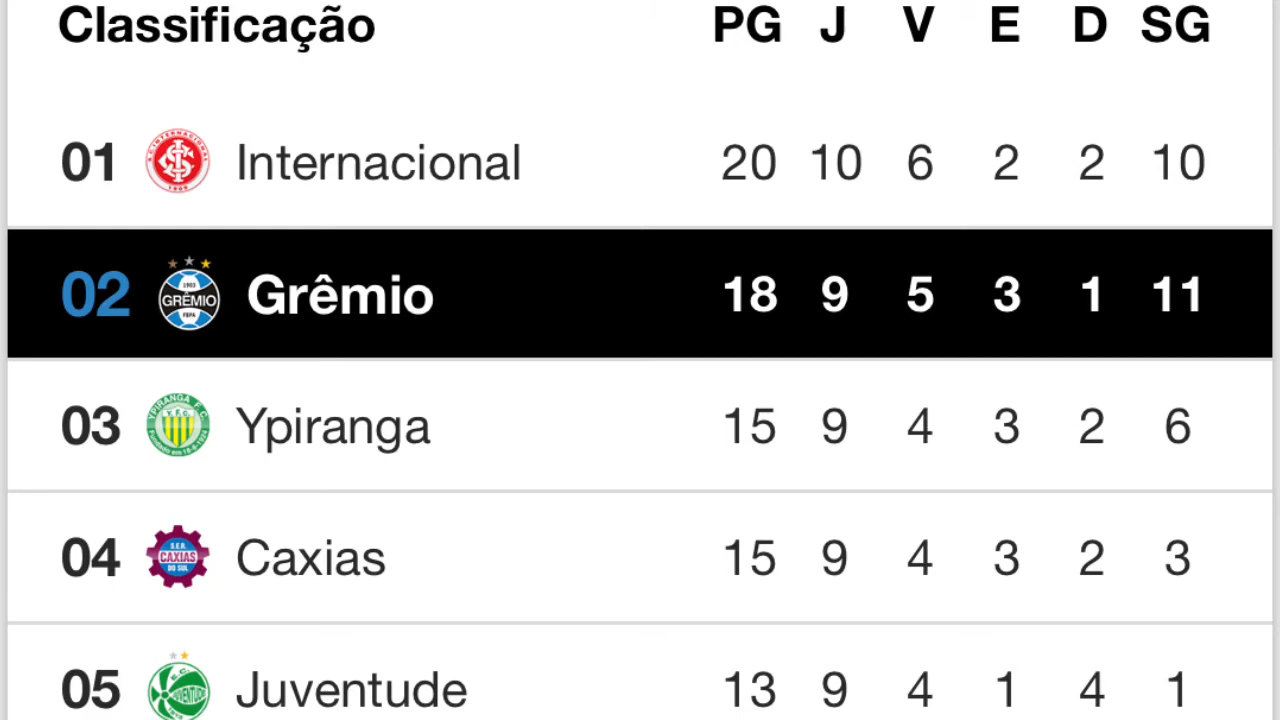 Classificação PG J V E D SG
01 Internacional 20 10 6 2 2 10
02 GRÊMIO Grêmio 18 9 5 3 1 11
03 Ypiranga 15 9 4 3 2 6
04 CAXIAS Caxias 15 9 4 3 2 3
05 Juventude 13 9 4 1 4 1